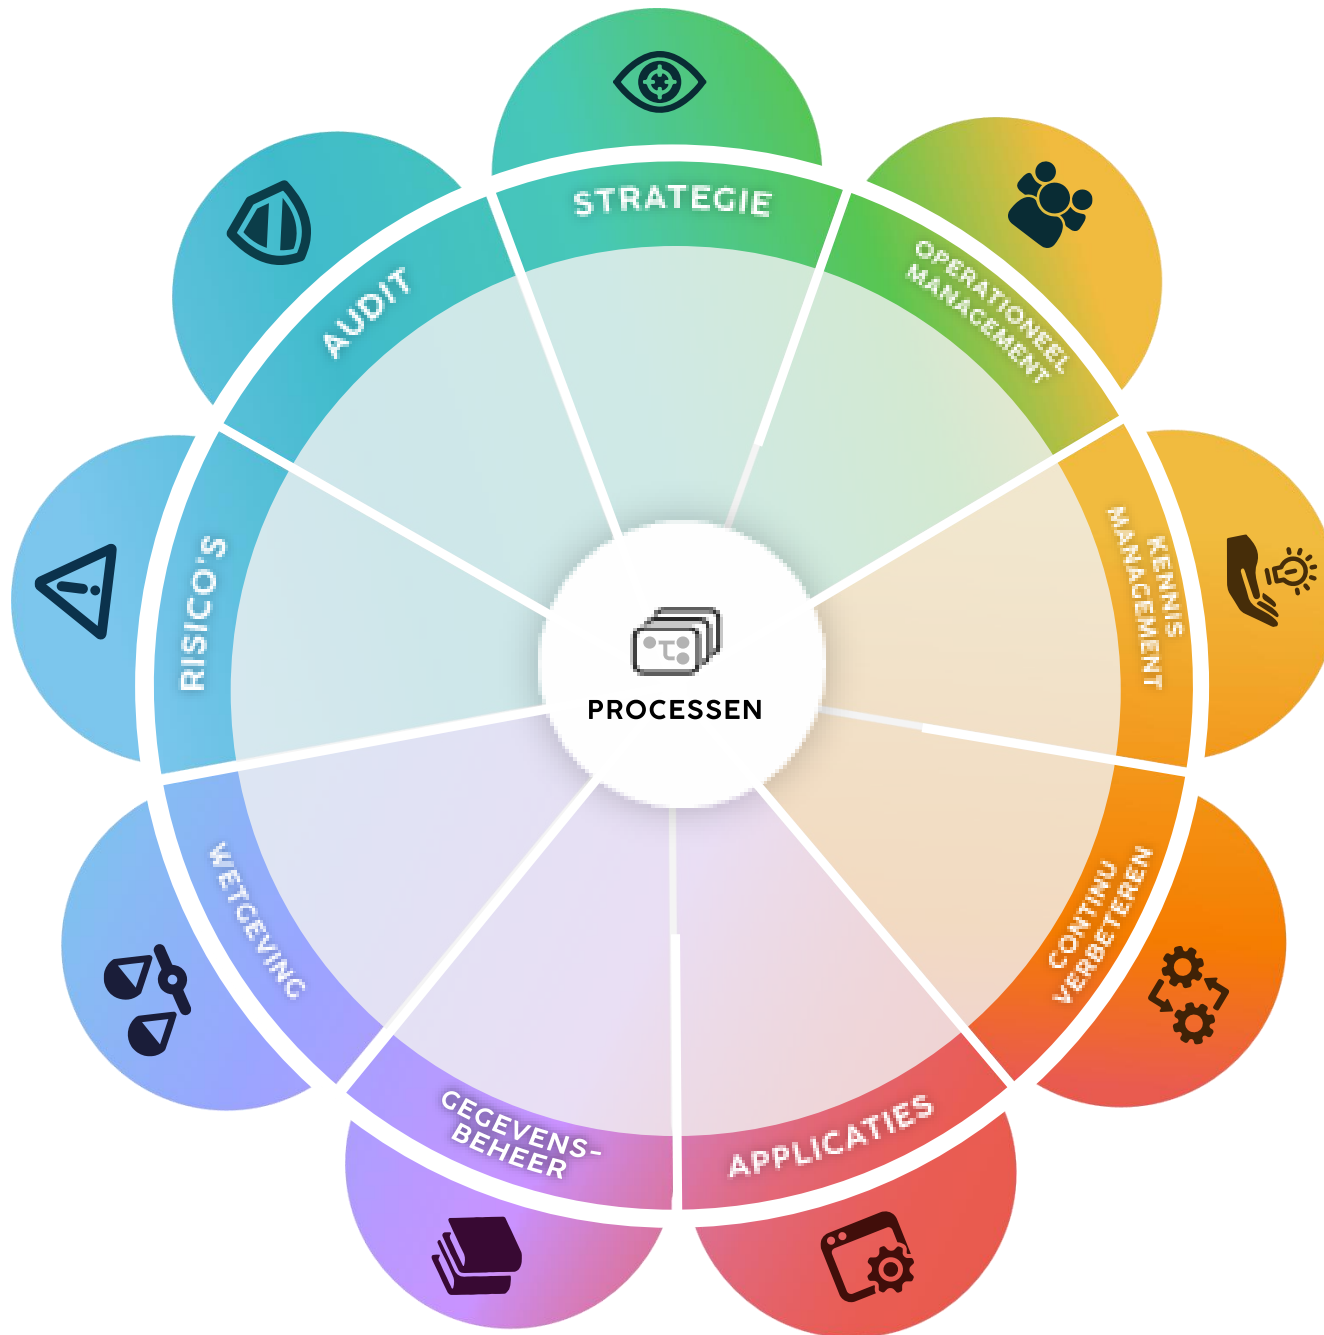 STRATEGIE
OPERATIONEEL
MANAGEMENT
KENNIS
MANAGEMENT
CONTINU
VERBETEREN
APPLICATIES
GEGEVENS-
BEHEER
WETGEVING
RISICO'S
AUDIT
PROCESSEN